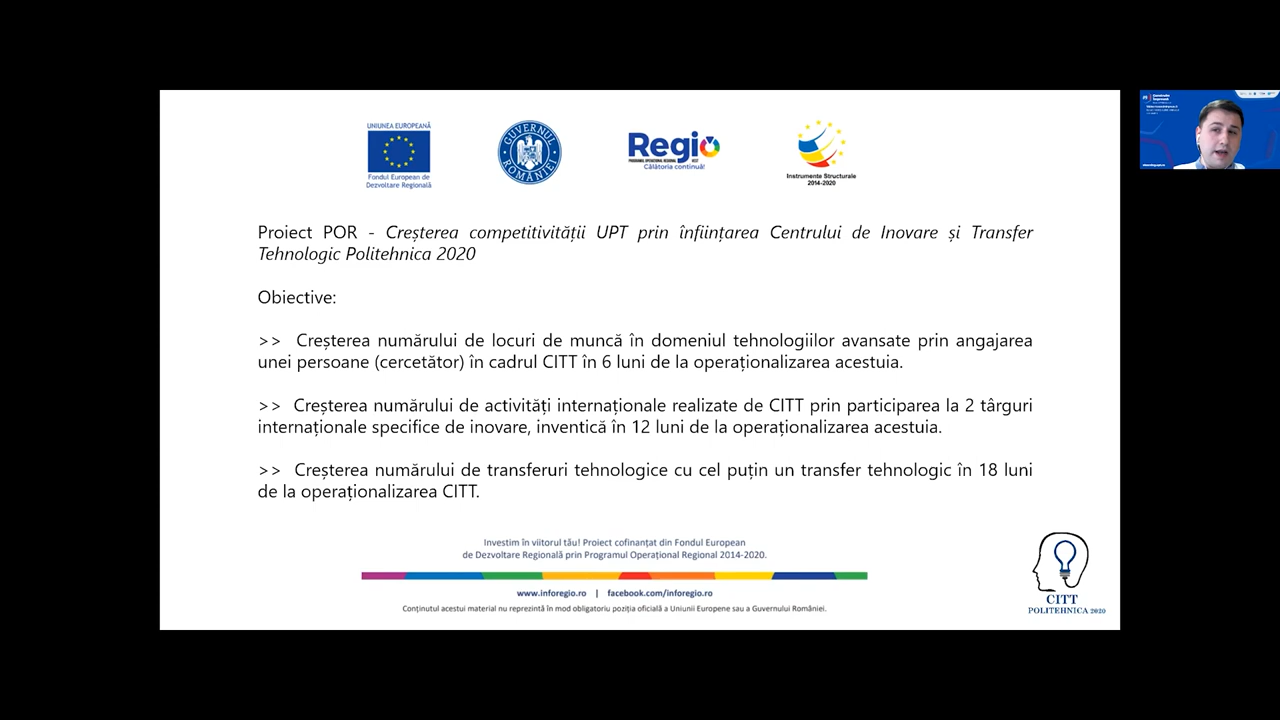 UNIUNEA EUROPEANĂ
Fondul European de
Dezvoltare Regională
GUVERNUL ROMÂNIEI
Regio
PROGRAMUL OPERAȚIONAL REGIONAL
Călătoria continuă!
Instrumente Structurale
2014-2020
Proiect POR - Creșterea competitivității UPT prin înființarea Centrului de Inovare și Transfer
Tehnologic Politehnica 2020
Obiective:
>> Creșterea numărului de locuri de muncă în domeniul tehnologiilor avansate prin angajarea
unei persoane (cercetător) în cadrul CITT în 6 luni de la operaționalizarea acestuia.
>> Creșterea numărului de activități internaționale realizate de CITT prin participarea la 2 târguri
internaționale specifice de inovare, inventică în 12 luni de la operaționalizarea acestuia.
>> Creșterea numărului de transferuri tehnologice cu cel puțin un transfer tehnologic în 18 luni
de la operaționalizarea CITT.
Investim în viitorul tău! Proiect cofinanțat din Fondul European
de Dezvoltare Regională prin Programul Operațional Regional 2014-2020.
www.inforegio.ro | facebook.com/inforegio.ro
Conținutul acestui material nu reprezintă în mod obligatoriu poziția oficială a Uniunii Europene sau a Guvernului României.
CITT
POLITEHNICA 2020